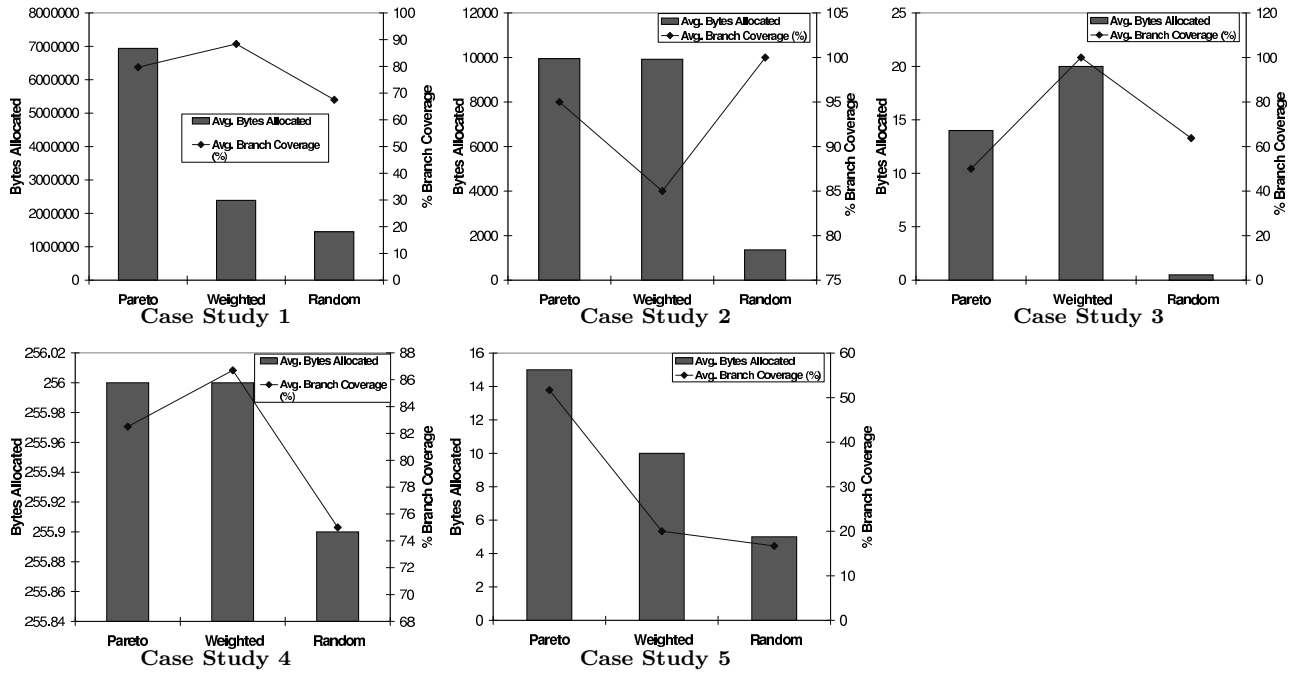 8000000
7000000
6000000
5000000
4000000
3000000
2000000
1000000
0
Bytes Allocated
100
90
80
70
60
50
40
30
20
10
0
% Branch Coverage
Avg. Bytes Allocated
Avg. Branch Coverage
(%)
Pareto Weighted Random
Case Study 1
12000
10000
8000
6000
4000
2000
0
Bytes Allocated
105
100
95
90
85
80
75
% Branch Coverage
Avg. Bytes Allocated
Avg. Branch Coverage (%)
Pareto Weighted Random
Case Study 2
25
20
15
10
5
0
Bytes Allocated
120
100
80
60
40
20
0
% Branch Coverage
Avg. Bytes Allocated
Avg. Branch Coverage (%)
Pareto Weighted Random
Case Study 3
256.02
256
255.98
255.96
255.94
255.92
255.9
255.88
255.86
255.84
Bytes Allocated
88
86
84
82
80
78
76
74
72
70
68
% Branch Coverage
Avg. Bytes Allocated
Avg. Branch Coverage
(%)
Pareto Weighted Random
Case Study 4
16
14
12
10
8
6
4
2
0
Bytes Allocated
60
50
40
30
20
10
0
% Branch Coverage
Avg. Bytes Allocated
Avg. Branch Coverage (%)
Pareto Weighted Random
Case Study 5